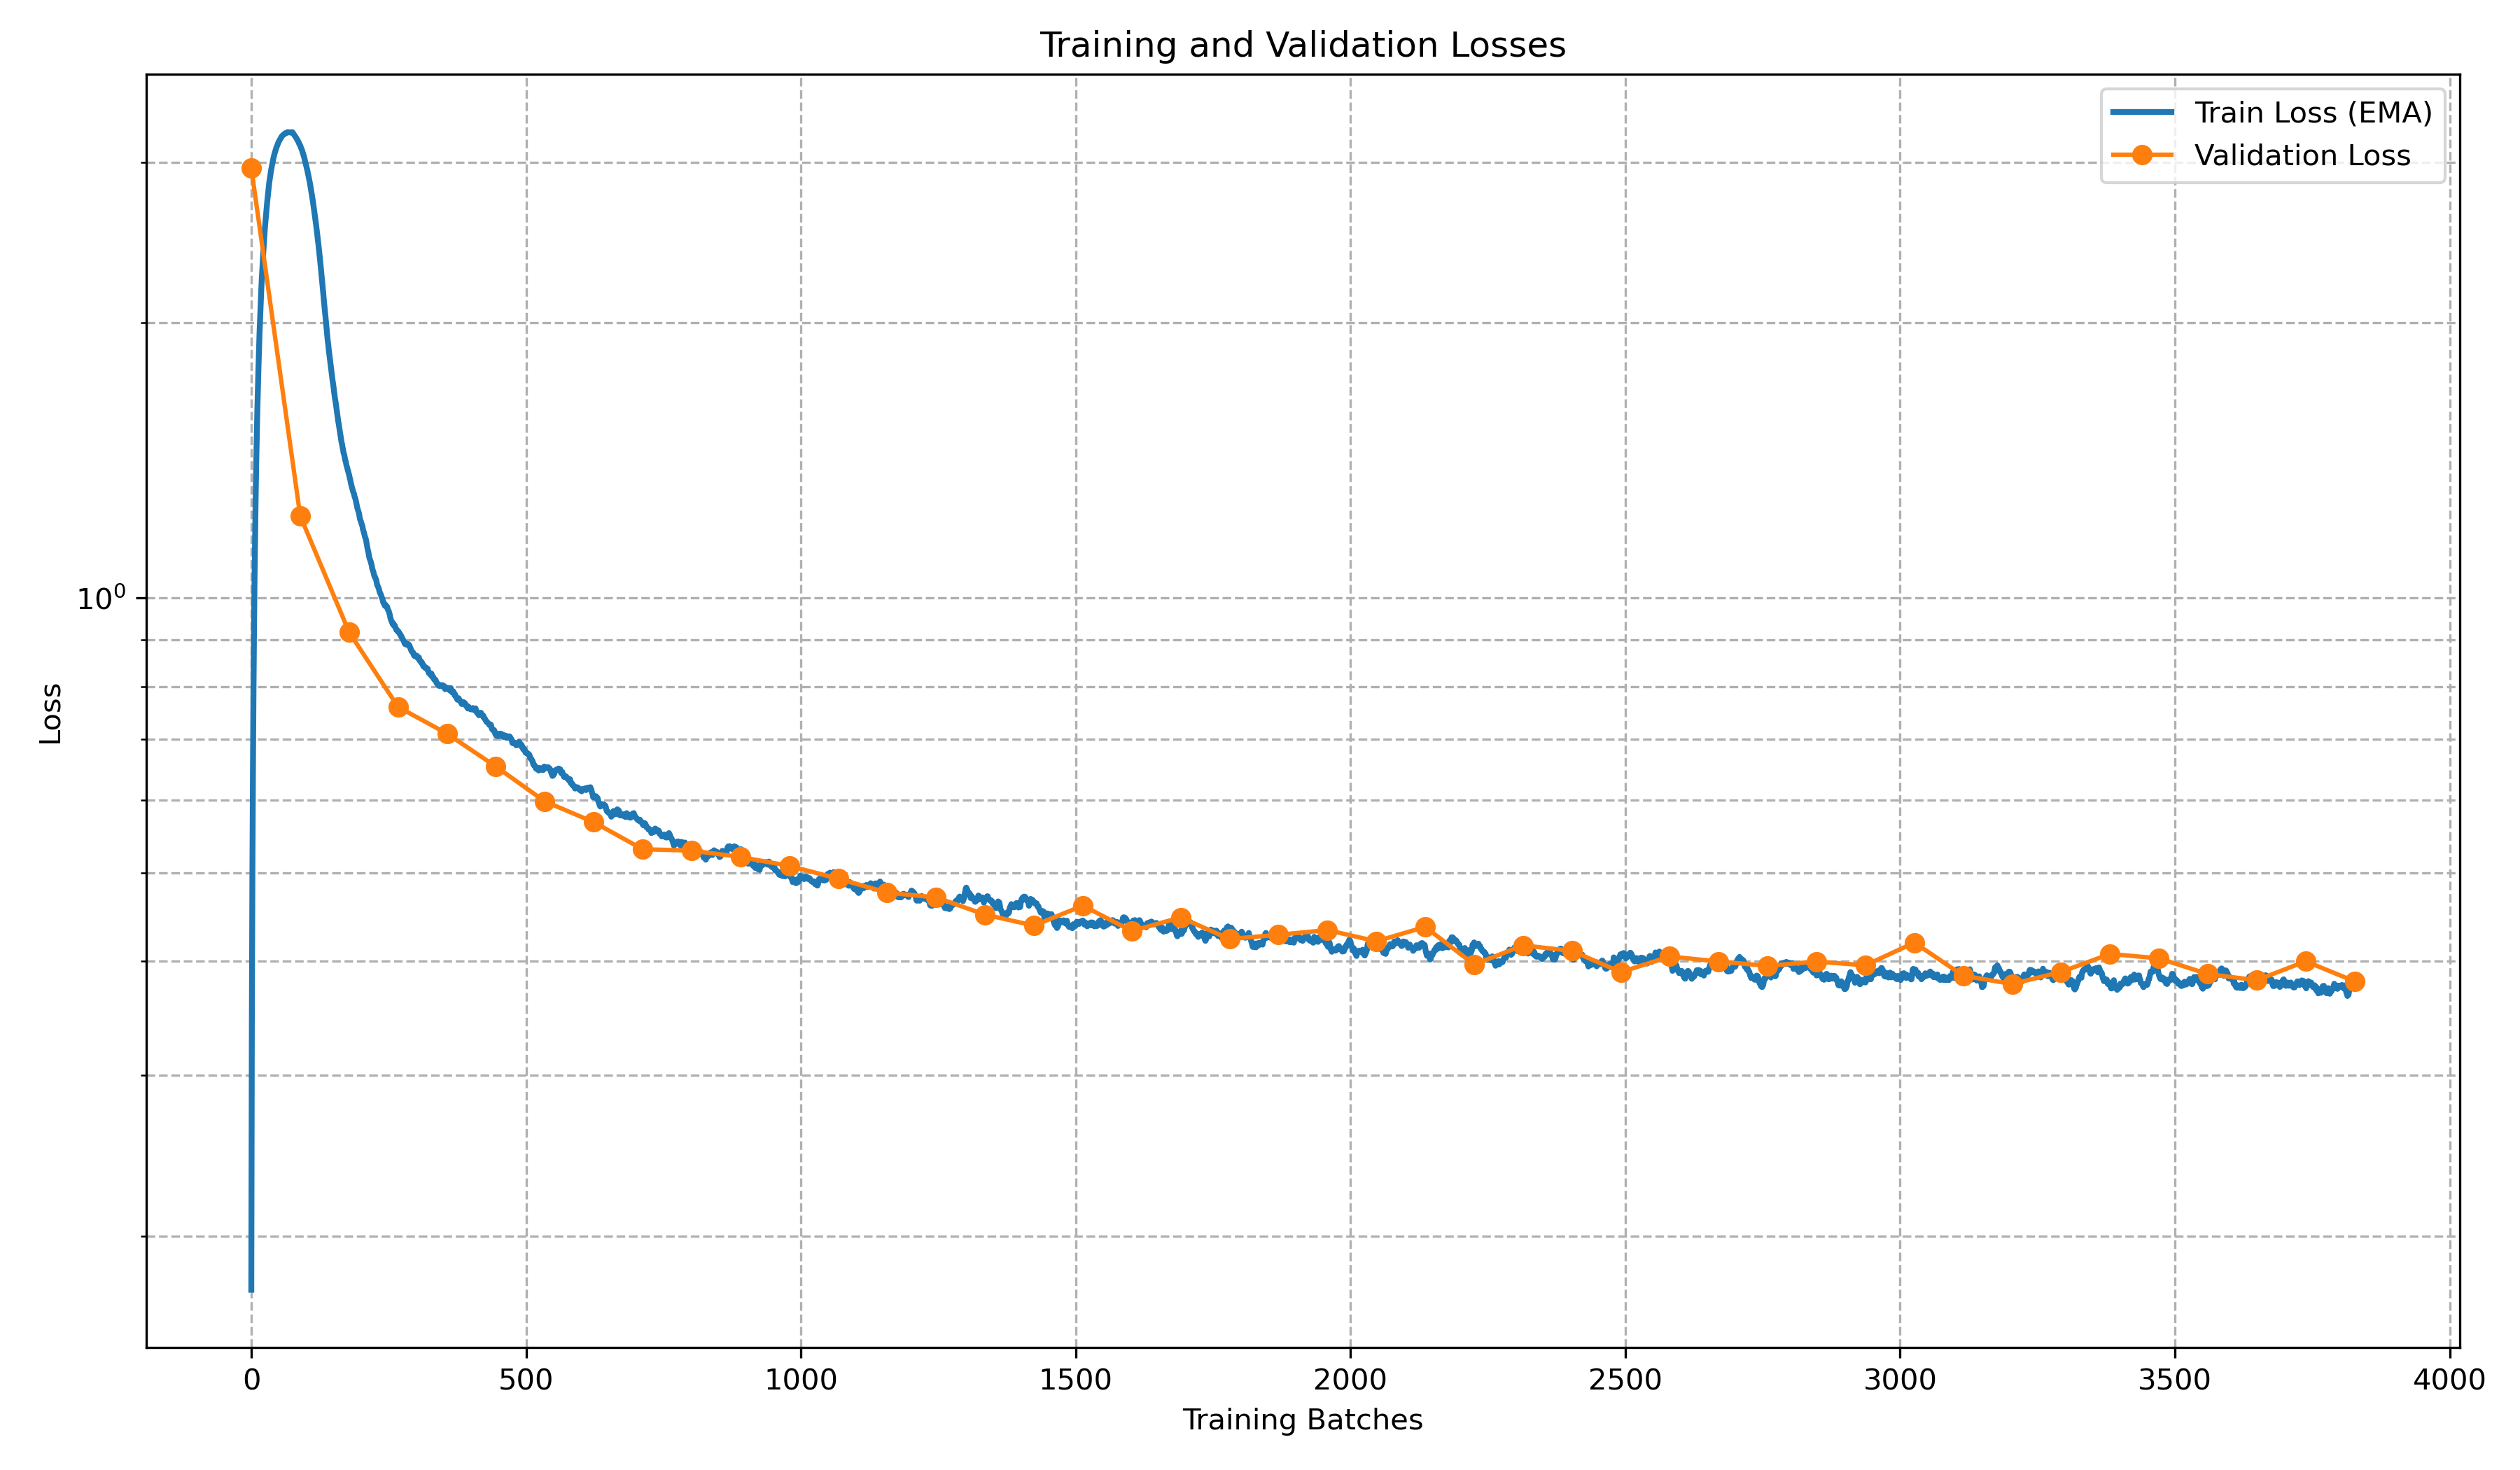 Training and Validation Losses
Train Loss (EMA)
Validation Loss
10⁰
Loss
0 500 1000 1500 2000 2500 3000 3500 4000
Training Batches